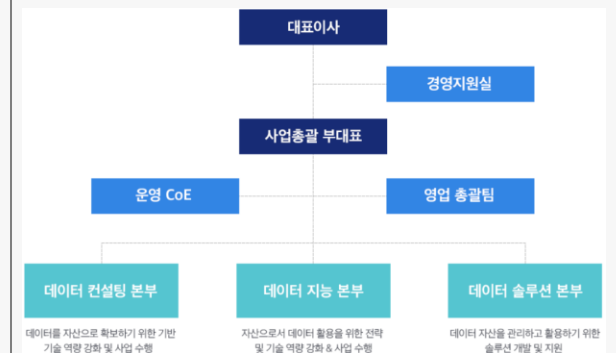 대표이사
경영지원실
사업총괄 부대표
운영 CoE
영업 총괄팀
데이터 컨설팅 본부
데이터를 자산으로 확보하기 위한 기반
기술 역량 강화 및 사업 수행
데이터 지능 본부
자산으로서 데이터 활용을 위한 전략
및 기술 역량 강화 & 사업 수행
데이터 솔루션 본부
데이터 자산을 관리하고 활용하기 위한
솔루션 개발 및 지원